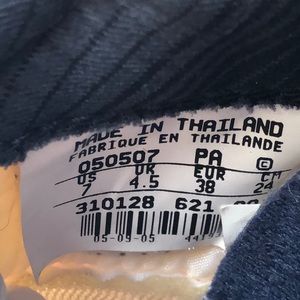 MADE IN THAILAND
FABRIQUE EN THAILANDE
050507 PA G
US UK EUR CM
7 4.5 38 24
310128 621
05-09-05